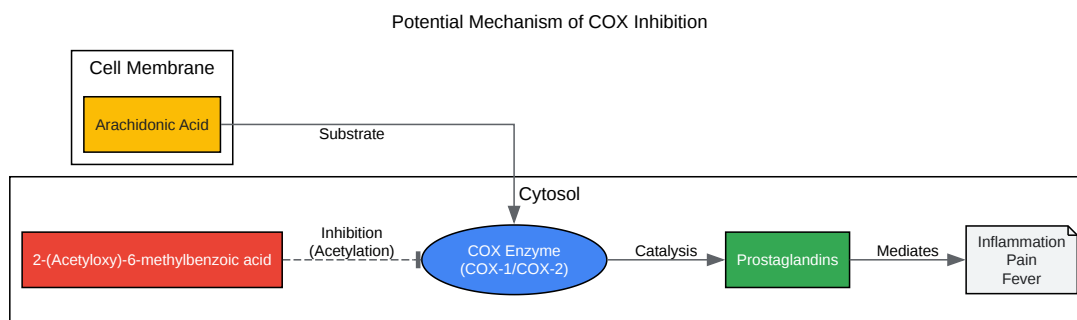 Potential Mechanism of COX Inhibition
Cell Membrane
Arachidonic Acid
Substrate
Cytosol
2-(Acetyloxy)-6-methylbenzoic acid
Inhibition
(Acetylation)
COX Enzyme
(COX-1/COX-2)
Catalysis
Prostaglandins
Mediates
Inflammation
Pain
Fever